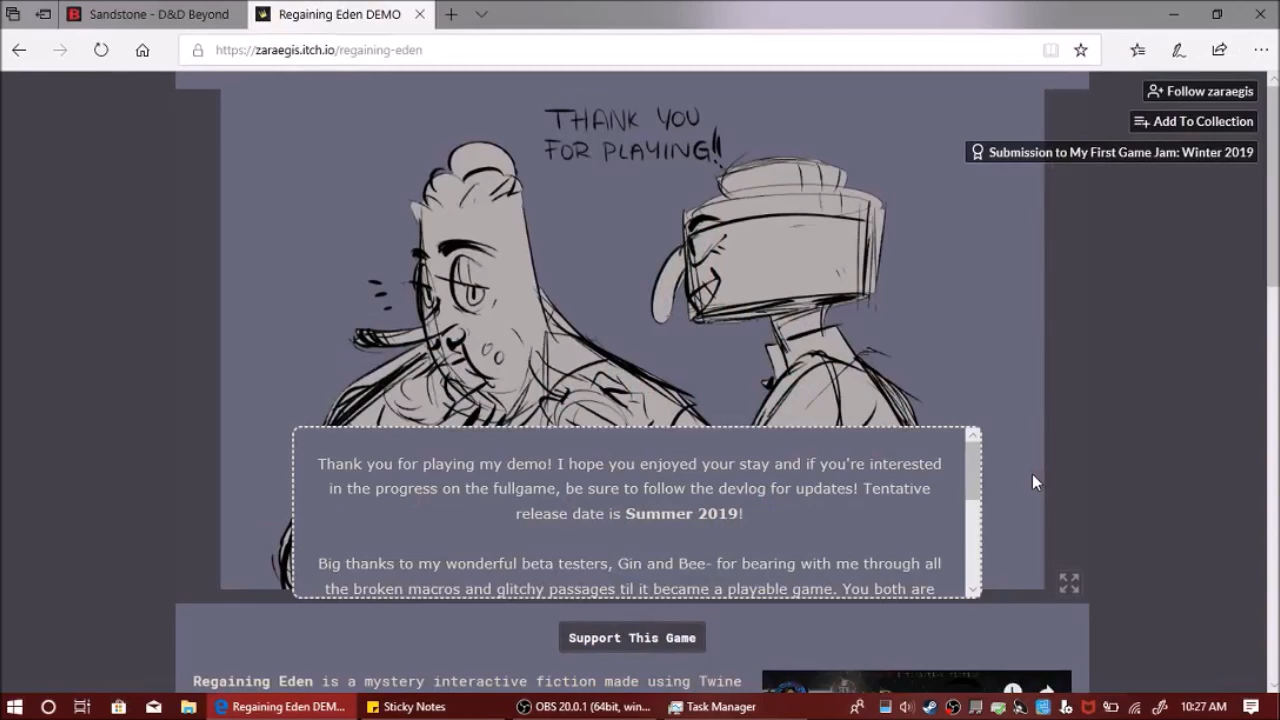 Sandstone - D&D Beyond
Regaining Eden DEMO
https://zaraegis.itch.io/regaining-eden
Follow zaraegis
Add To Collection
Submission to My First Game Jam: Winter 2019
THANK YOU
FOR PLAYING!!
Thank you for playing my demo! I hope you enjoyed your stay and if you're interested
in the progress on the fullgame, be sure to follow the devlog for updates! Tentative
release date is Summer 2019!
Big thanks to my wonderful beta testers, Gin and Bee- for bearing with me through all
the broken macros and glitchy passages til it became a playable game. You both are
Support This Game
Regaining Eden is a mystery interactive fiction made using Twine
Regaining Eden DEM...
Sticky Notes
OBS 20.0.1 (64bit, win...
Task Manager
10:27 AM